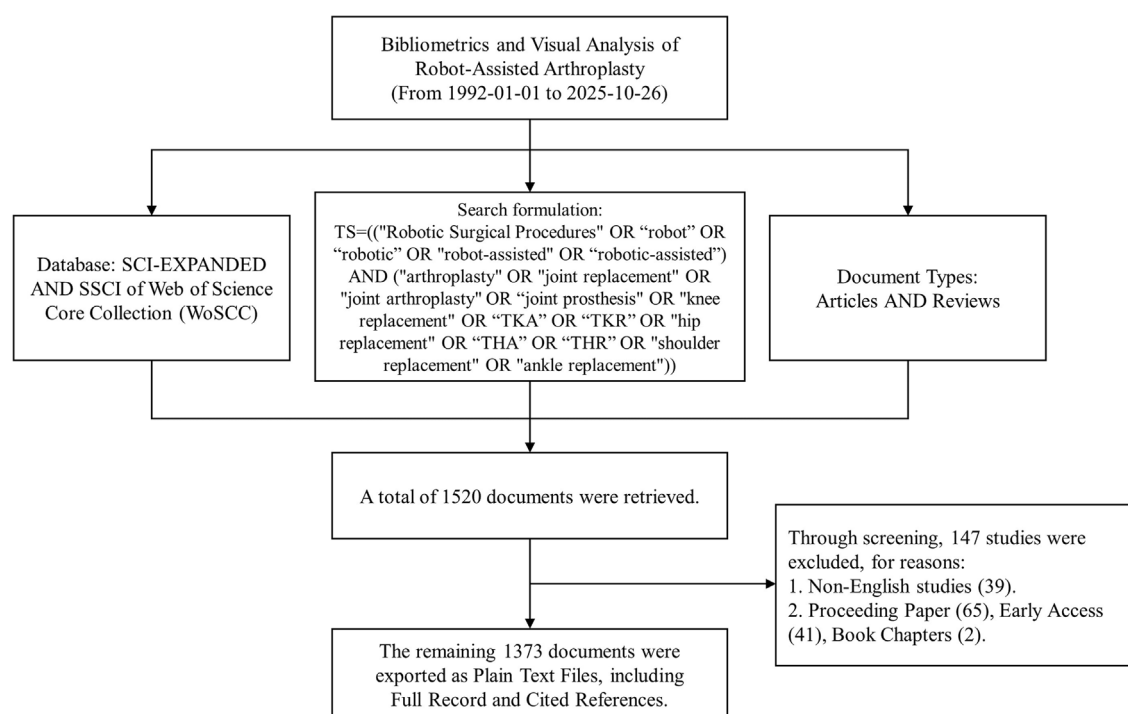 Bibliometrics and Visual Analysis of
Robot-Assisted Arthroplasty
(From 1992-01-01 to 2025-10-26)
Database: SCI-EXPANDED
AND SSCI of Web of Science
Core Collection (WoSCC)
Search formulation:
TS=(("Robotic Surgical Procedures" OR “robot” OR
“robotic” OR "robot-assisted" OR “robotic-assisted”)
AND ("arthroplasty" OR "joint replacement" OR
"joint arthroplasty" OR “joint prosthesis" OR "knee
replacement" OR “TKA” OR “TKR” OR "hip
replacement" OR “THA” OR “THR” OR "shoulder
replacement" OR "ankle replacement"))
Document Types:
Articles AND Reviews
A total of 1520 documents were retrieved.
Through screening, 147 studies were
excluded, for reasons:
1. Non-English studies (39).
2. Proceeding Paper (65), Early Access
(41), Book Chapters (2).
The remaining 1373 documents were
exported as Plain Text Files, including
Full Record and Cited References.